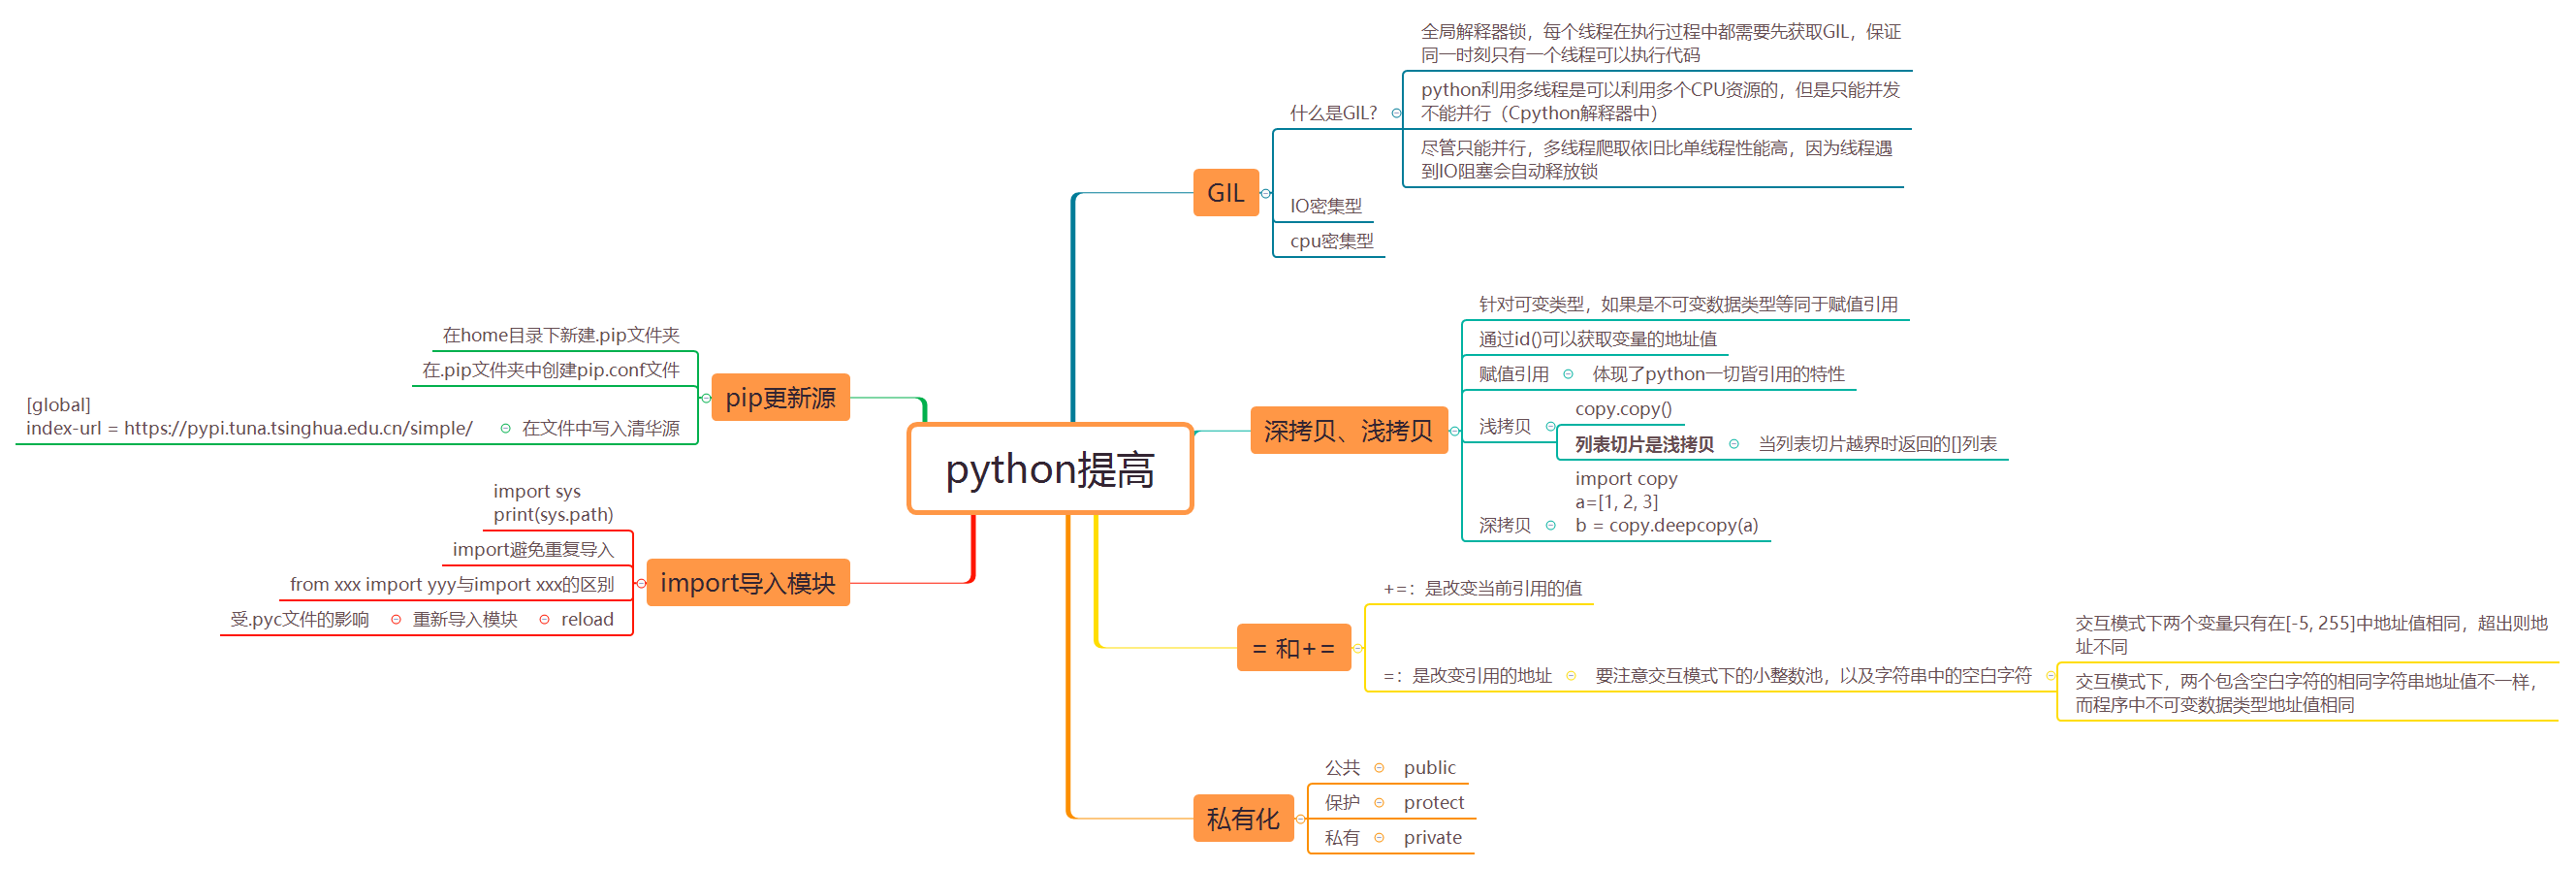 python提高
GIL
什么是GIL?
全局解释器锁，每个线程在执行过程中都需要先获取GIL，保证
同一时刻只有一个线程可以执行代码
python利用多线程是可以利用多个CPU资源的，但是只能并发
不能并行（Cpython解释器中）
尽管只能并行，多线程爬取依旧比单线程性能高，因为线程遇
到IO阻塞会自动释放锁
IO密集型
cpu密集型
深拷贝、浅拷贝
针对可变类型，如果是不可变数据类型等同于赋值引用
通过id()可以获取变量的地址值
赋值引用
体现了python一切皆引用的特性
浅拷贝
copy.copy()
列表切片是浅拷贝
当列表切片越界时返回的[]列表
深拷贝
import copy
a=[1, 2, 3]
b = copy.deepcopy(a)
= 和+=
+=：是改变当前引用的值
=：是改变引用的地址
要注意交互模式下的小整数池，以及字符串中的空白字符
交互模式下两个变量只有在[-5, 255]中地址值相同，超出则地
址不同
交互模式下，两个包含空白字符的相同字符串地址值不一样，
而程序中不可变数据类型地址值相同
私有化
公共
public
保护
protect
私有
private
pip更新源
在home目录下新建.pip文件夹
在.pip文件夹中创建pip.conf文件
在文件中写入清华源
[global]
index-url = https://pypi.tuna.tsinghua.edu.cn/simple/
import导入模块
import sys
print(sys.path)
import避免重复导入
from xxx import yyy与import xxx的区别
reload
重新导入模块
受.pyc文件的影响